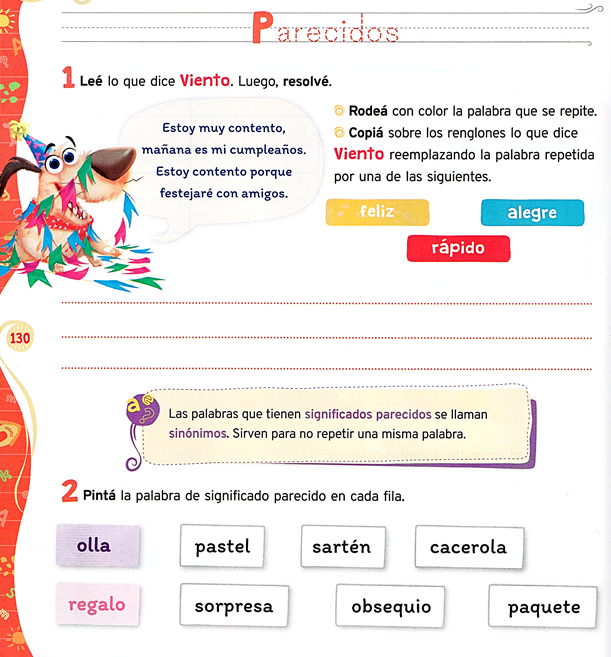 Parecidos
1 Leé lo que dice Viento. Luego, resolvé.
Estoy muy contento,
mañana es mi cumpleaños.
Estoy contento porque
festejaré con amigos.
Rodeá con color la palabra que se repite.
Copiá sobre los renglones lo que dice
Viento reemplazando la palabra repetida
por una de las siguientes.
feliz
alegre
rápido
130
Las palabras que tienen significados parecidos se llaman
sinónimos. Sirven para no repetir una misma palabra.
2 Pintá la palabra de significado parecido en cada fila.
olla pastel sartén cacerola
regalo sorpresa obsequio paquete